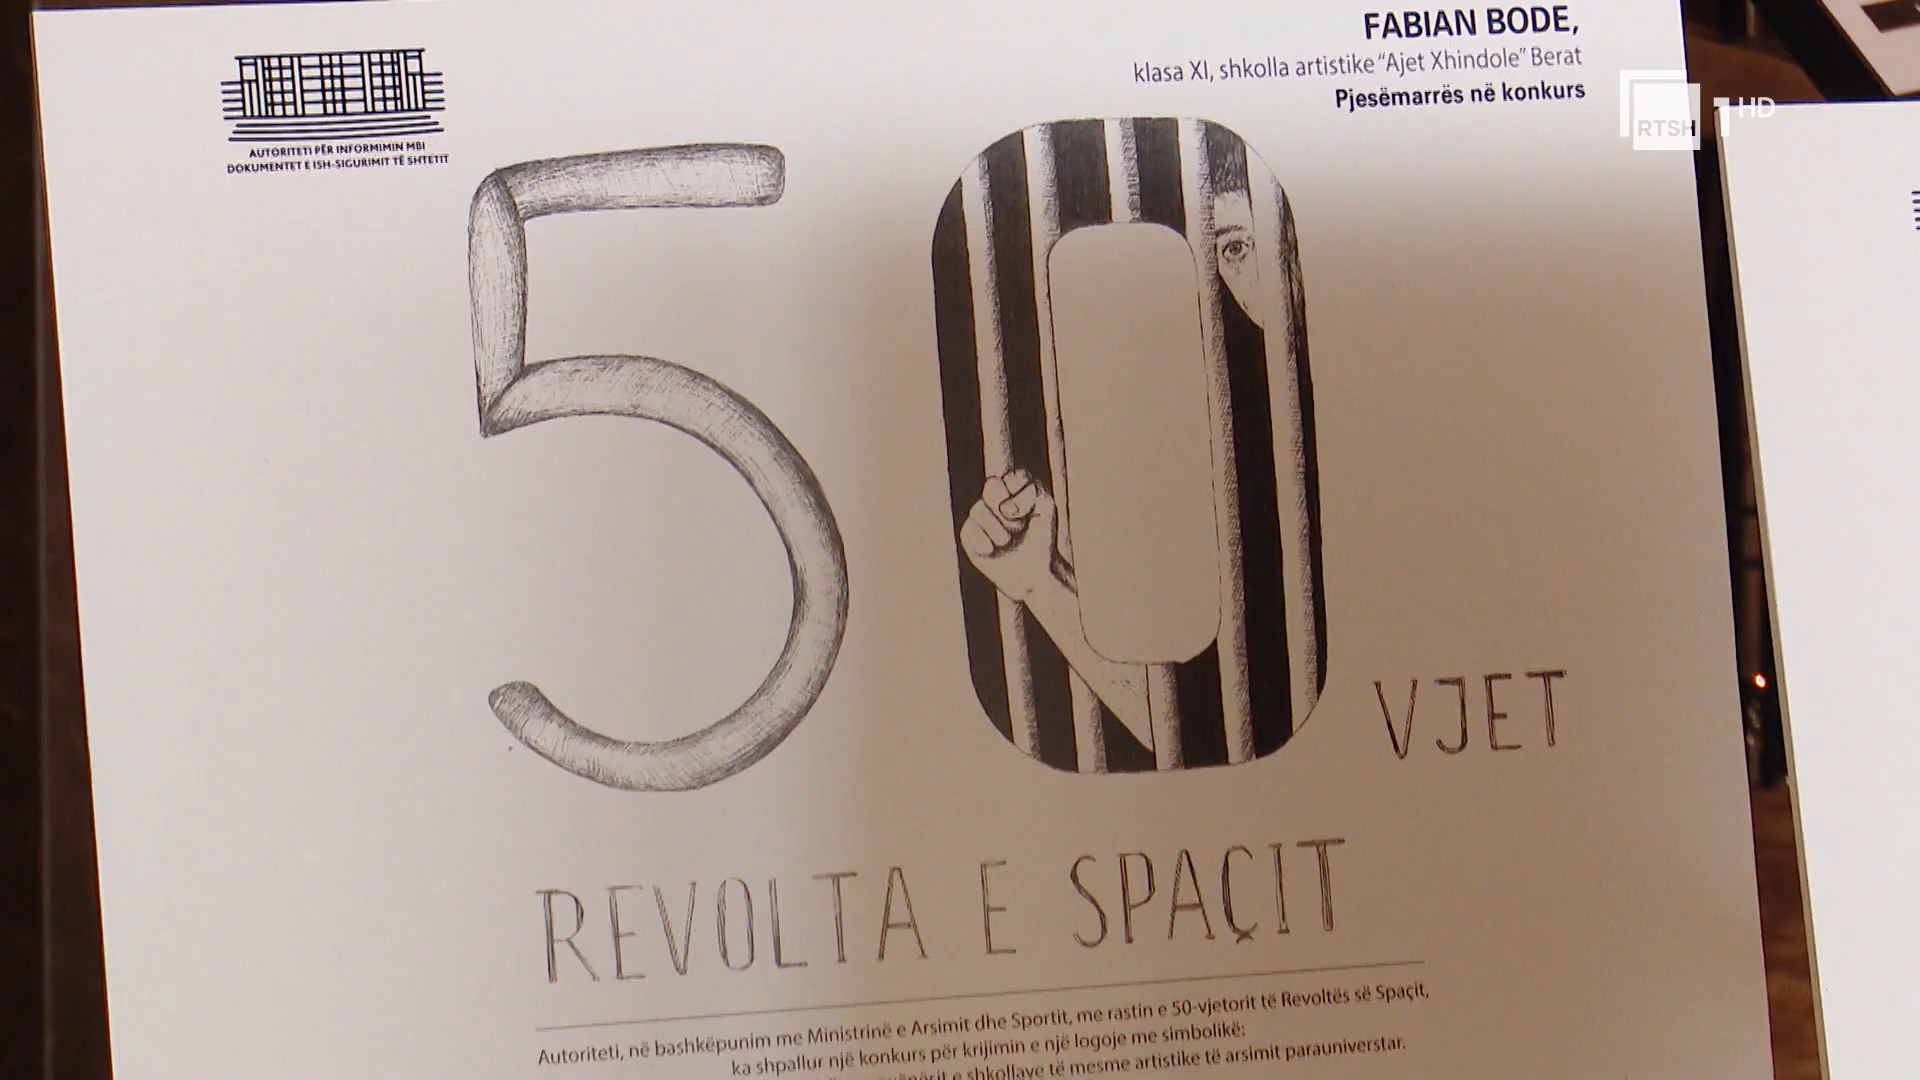 FABIAN BODE,
klasa XI, shkolla artistike “Ajet Xhindole” Berat
Pjesëmarrës në konkurs
RTSH 1 HD
AUTORITETI PËR INFORMIMIN MBI
DOKUMENTET E ISH-SIGURIMIT TË SHTETIT
50
VJET
REVOLTA E SPAÇIT
Autoriteti, në bashkëpunim me Ministrinë e Arsimit dhe Sportit, me rastin e 50-vjetorit të Revoltës së Spaçit,
ka shpallur një konkurs për krijimin e një logoje me simbolikë:
e shkollave të mesme artistike të arsimit parauniverstar.